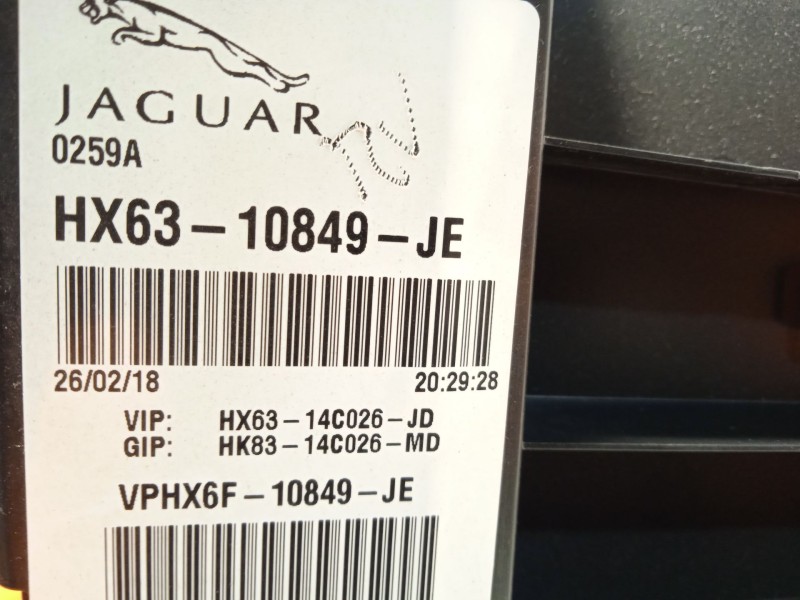 JAGUAR
0259A
HX63-10849-JE
26/02/18 20:29:28
VIP: HX63-14C026-JD
GIP: HK83-14C026-MD
VPHX6F-10849-JE